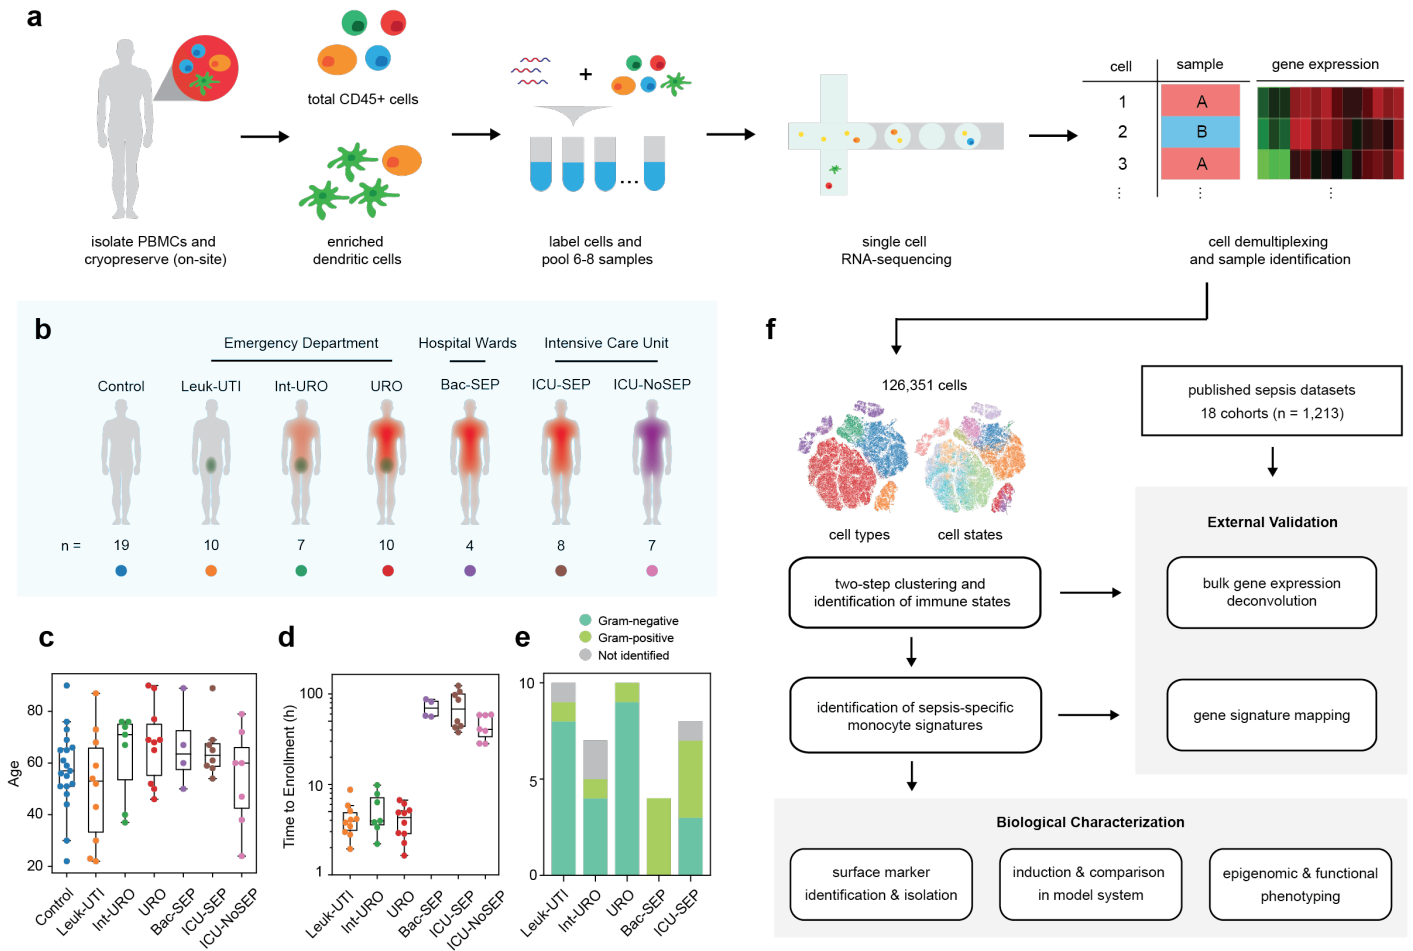 a
total CD45+ cells
+
cell sample gene expression
1 A
2 B
3 A
isolate PBMCs and
cryopreserve (on-site)
enriched
dendritic cells
label cells and
pool 6-8 samples
single cell
RNA-sequencing
cell demultiplexing
and sample identification
b
Emergency Department Hospital Wards Intensive Care Unit
Control Leuk-UTI Int-URO URO Bac-SEP ICU-SEP ICU-NoSEP
n = 19 10 7 10 4 8 7
c
Age
80
60
40
20
Control Leuk-UTI Int-URO URO Bac-SEP ICU-SEP ICU-NoSEP
d
Time to Enrollment (h)
100
10
1
Leuk-UTI Int-URO URO Bac-SEP ICU-SEP ICU-NoSEP
e
Gram-negative
Gram-positive
Not identified
10
5
0
Leuk-UTI Int-URO URO Bac-SEP ICU-SEP
f
126,351 cells
cell types cell states
published sepsis datasets
18 cohorts (n = 1,213)
two-step clustering and
identification of immune states
External Validation
bulk gene expression
deconvolution
identification of sepsis-specific
monocyte signatures
gene signature mapping
Biological Characterization
surface marker
identification & isolation
induction & comparison
in model system
epigenomic & functional
phenotyping